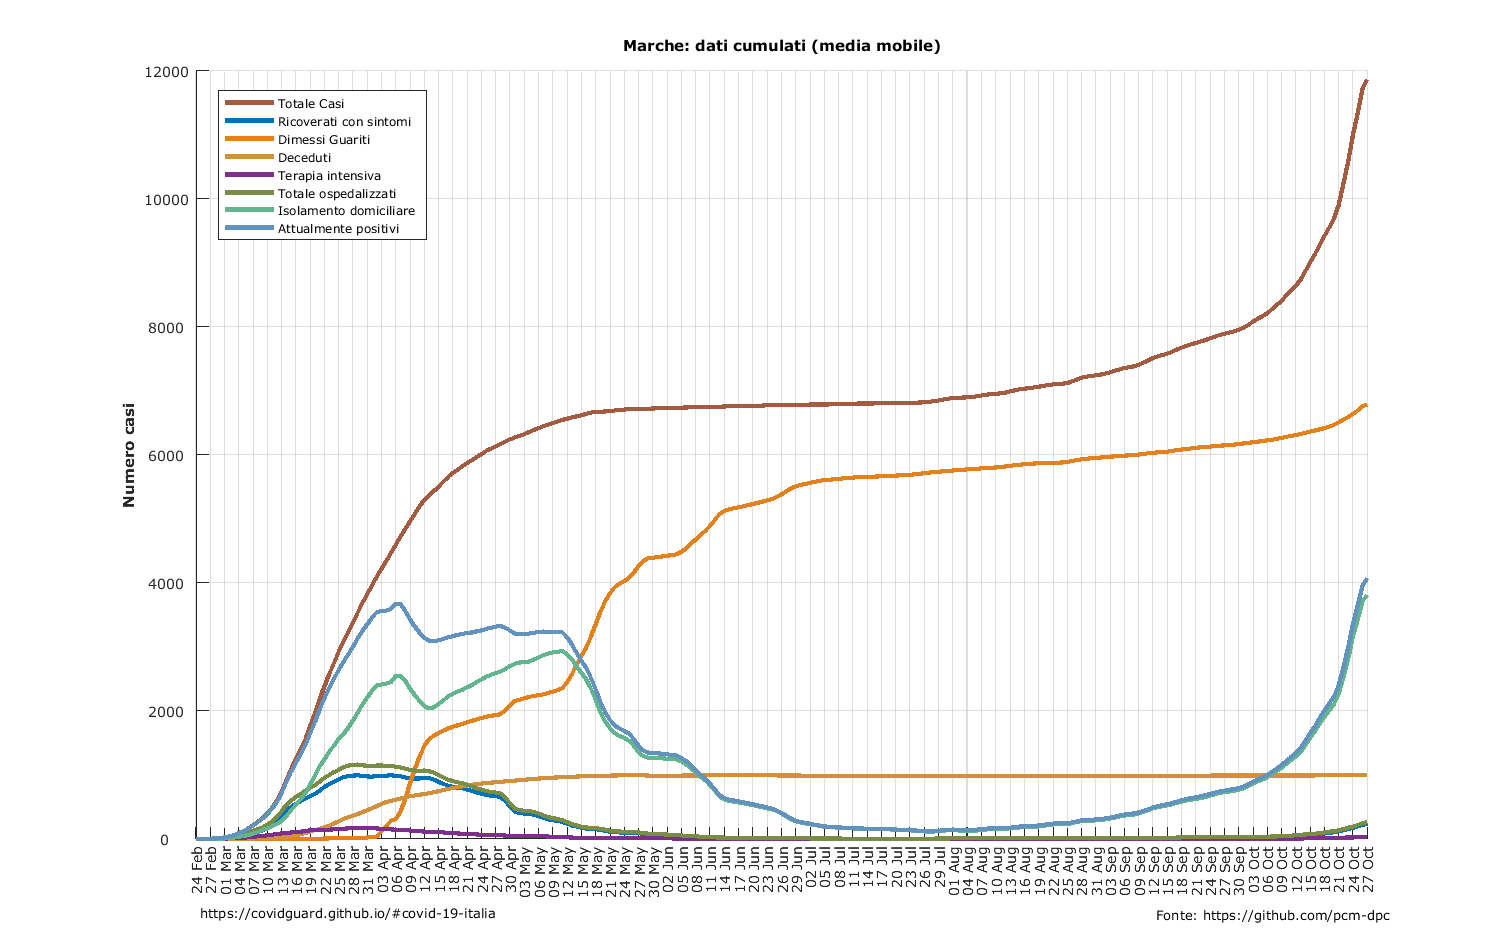 Marche: dati cumulati (media mobile)
12000
10000
8000
6000
4000
2000
0
Numero casi
Totale Casi
Ricoverati con sintomi
Dimessi Guariti
Deceduti
Terapia intensiva
Totale ospedalizzati
Isolamento domiciliare
Attualmente positivi
24 Feb
27 Feb
01 Mar
04 Mar
07 Mar
10 Mar
13 Mar
16 Mar
19 Mar
22 Mar
25 Mar
28 Mar
31 Mar
03 Apr
06 Apr
09 Apr
12 Apr
15 Apr
18 Apr
21 Apr
24 Apr
27 Apr
30 Apr
03 May
06 May
09 May
12 May
15 May
18 May
21 May
24 May
27 May
30 May
02 Jun
05 Jun
08 Jun
11 Jun
14 Jun
17 Jun
20 Jun
23 Jun
26 Jun
29 Jun
02 Jul
05 Jul
08 Jul
11 Jul
14 Jul
17 Jul
20 Jul
23 Jul
26 Jul
29 Jul
01 Aug
04 Aug
07 Aug
10 Aug
13 Aug
16 Aug
19 Aug
22 Aug
25 Aug
28 Aug
31 Aug
03 Sep
06 Sep
09 Sep
12 Sep
15 Sep
18 Sep
21 Sep
24 Sep
27 Sep
30 Sep
03 Oct
06 Oct
09 Oct
12 Oct
15 Oct
18 Oct
21 Oct
24 Oct
27 Oct
https://covidguard.github.io/#covid-19-italia
Fonte: https://github.com/pcm-dpc